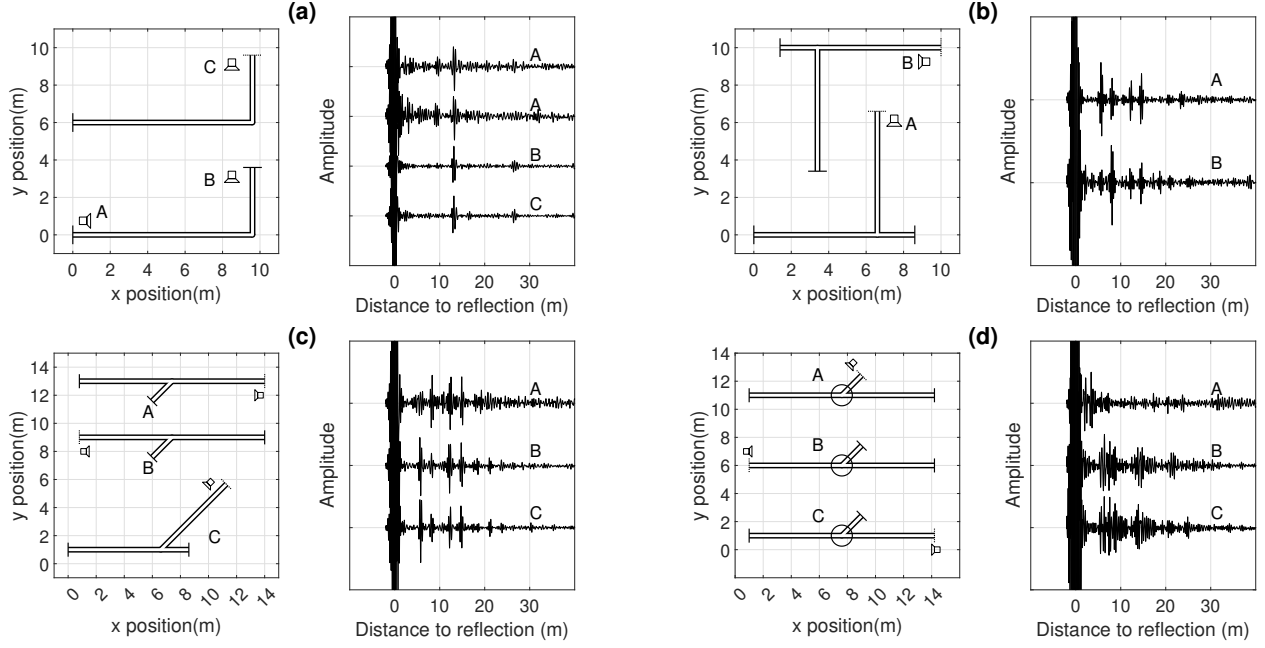 (a)
10
8
6
4
2
0
y position(m)
0 2 4 6 8 10
x position(m)
C
B
A
Amplitude
A
A
B
C
0 10 20 30
Distance to reflection (m)
(b)
10
8
6
4
2
0
y position(m)
0 2 4 6 8 10
x position(m)
B
A
Amplitude
A
B
0 10 20 30
Distance to reflection (m)
(c)
14
12
10
8
6
4
2
0
y position(m)
0 2 4 6 8 10 12 14
x position(m)
A
B
C
Amplitude
A
B
C
0 10 20 30
Distance to reflection (m)
(d)
14
12
10
8
6
4
2
0
y position(m)
0 2 4 6 8 10 12 14
x position(m)
A
B
C
Amplitude
A
B
C
0 10 20 30
Distance to reflection (m)